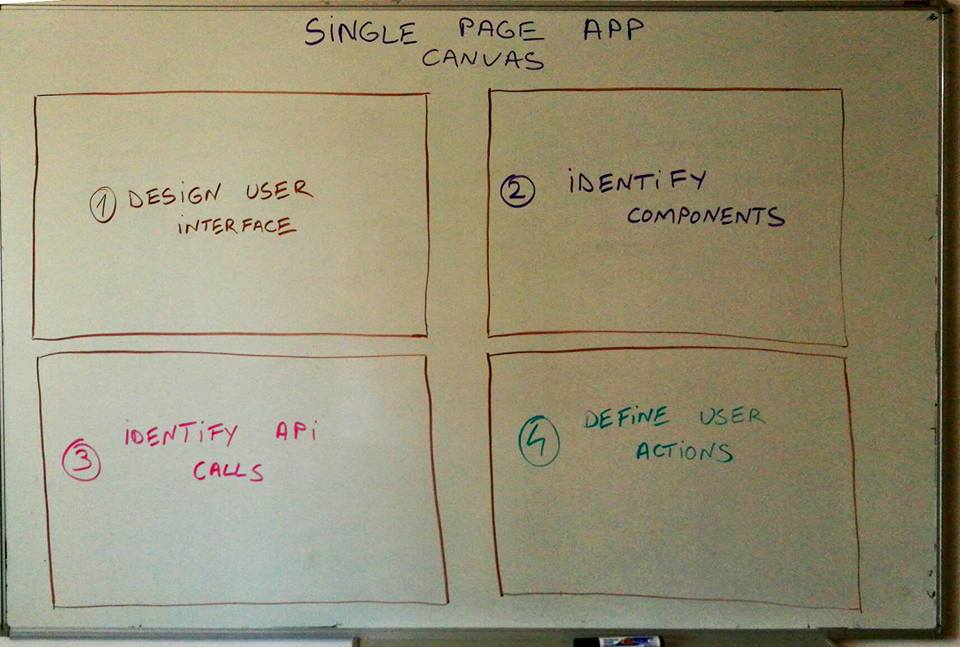 SINGLE PAGE APP
CANVAS
1 DESIGN USER
INTERFACE
2 IDENTIFY
COMPONENTS
3 IDENTIFY API
CALLS
4 DEFINE USER
ACTIONS